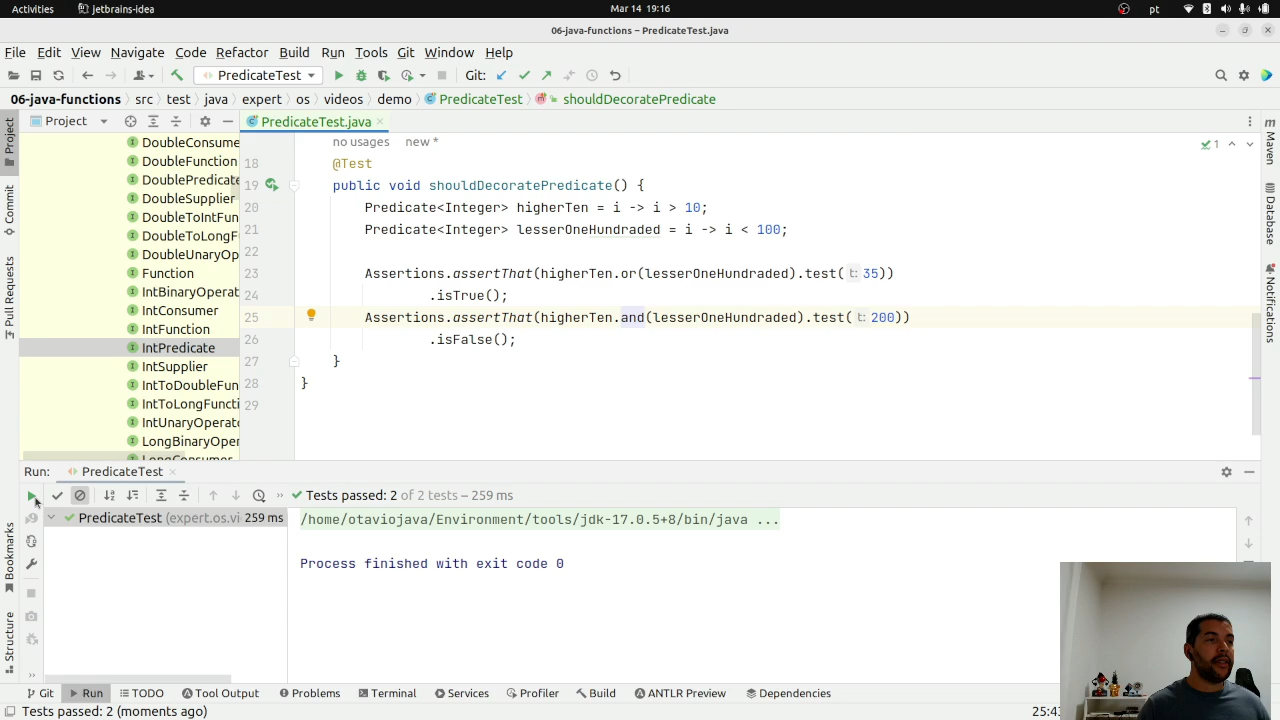 Activities jetbrains-idea Mar 14 19:16 pt
06-java-functions – PredicateTest.java
File Edit View Navigate Code Refactor Build Run Tools Git Window Help
PredicateTest Git:
06-java-functions src test java expert os videos demo PredicateTest shouldDecoratePredicate
Project
PredicateTest.java
Project
Commit
Pull Requests
Bookmarks
Structure
DoubleConsume
DoubleFunction
DoublePredicate
DoubleSupplier
DoubleToIntFun
DoubleToLongF
DoubleUnaryOp
Function
IntBinaryOperat
IntConsumer
IntFunction
IntPredicate
IntSupplier
IntToDoubleFun
IntToLongFuncti
IntUnaryOperato
LongBinaryOper
LongConsumer
no usages new *
18 @Test
19 public void shouldDecoratePredicate() {
20 Predicate<Integer> higherTen = i -> i > 10;
21 Predicate<Integer> lesserOneHundraded = i -> i < 100;
22
23 Assertions.assertThat(higherTen.or(lesserOneHundraded).test( t: 35))
24 .isTrue();
25 Assertions.assertThat(higherTen.and(lesserOneHundraded).test( t: 200))
26 .isFalse();
27 }
28 }
29
1
Maven
Database
Notifications
Run: PredicateTest
Tests passed: 2 of 2 tests – 259 ms
PredicateTest (expert.os.vi 259 ms
/home/otaviojava/Environment/tools/jdk-17.0.5+8/bin/java ...
Process finished with exit code 0
Git Run TODO Tool Output Problems Terminal Services Profiler Build ANTLR Preview Dependencies
Tests passed: 2 (moments ago)